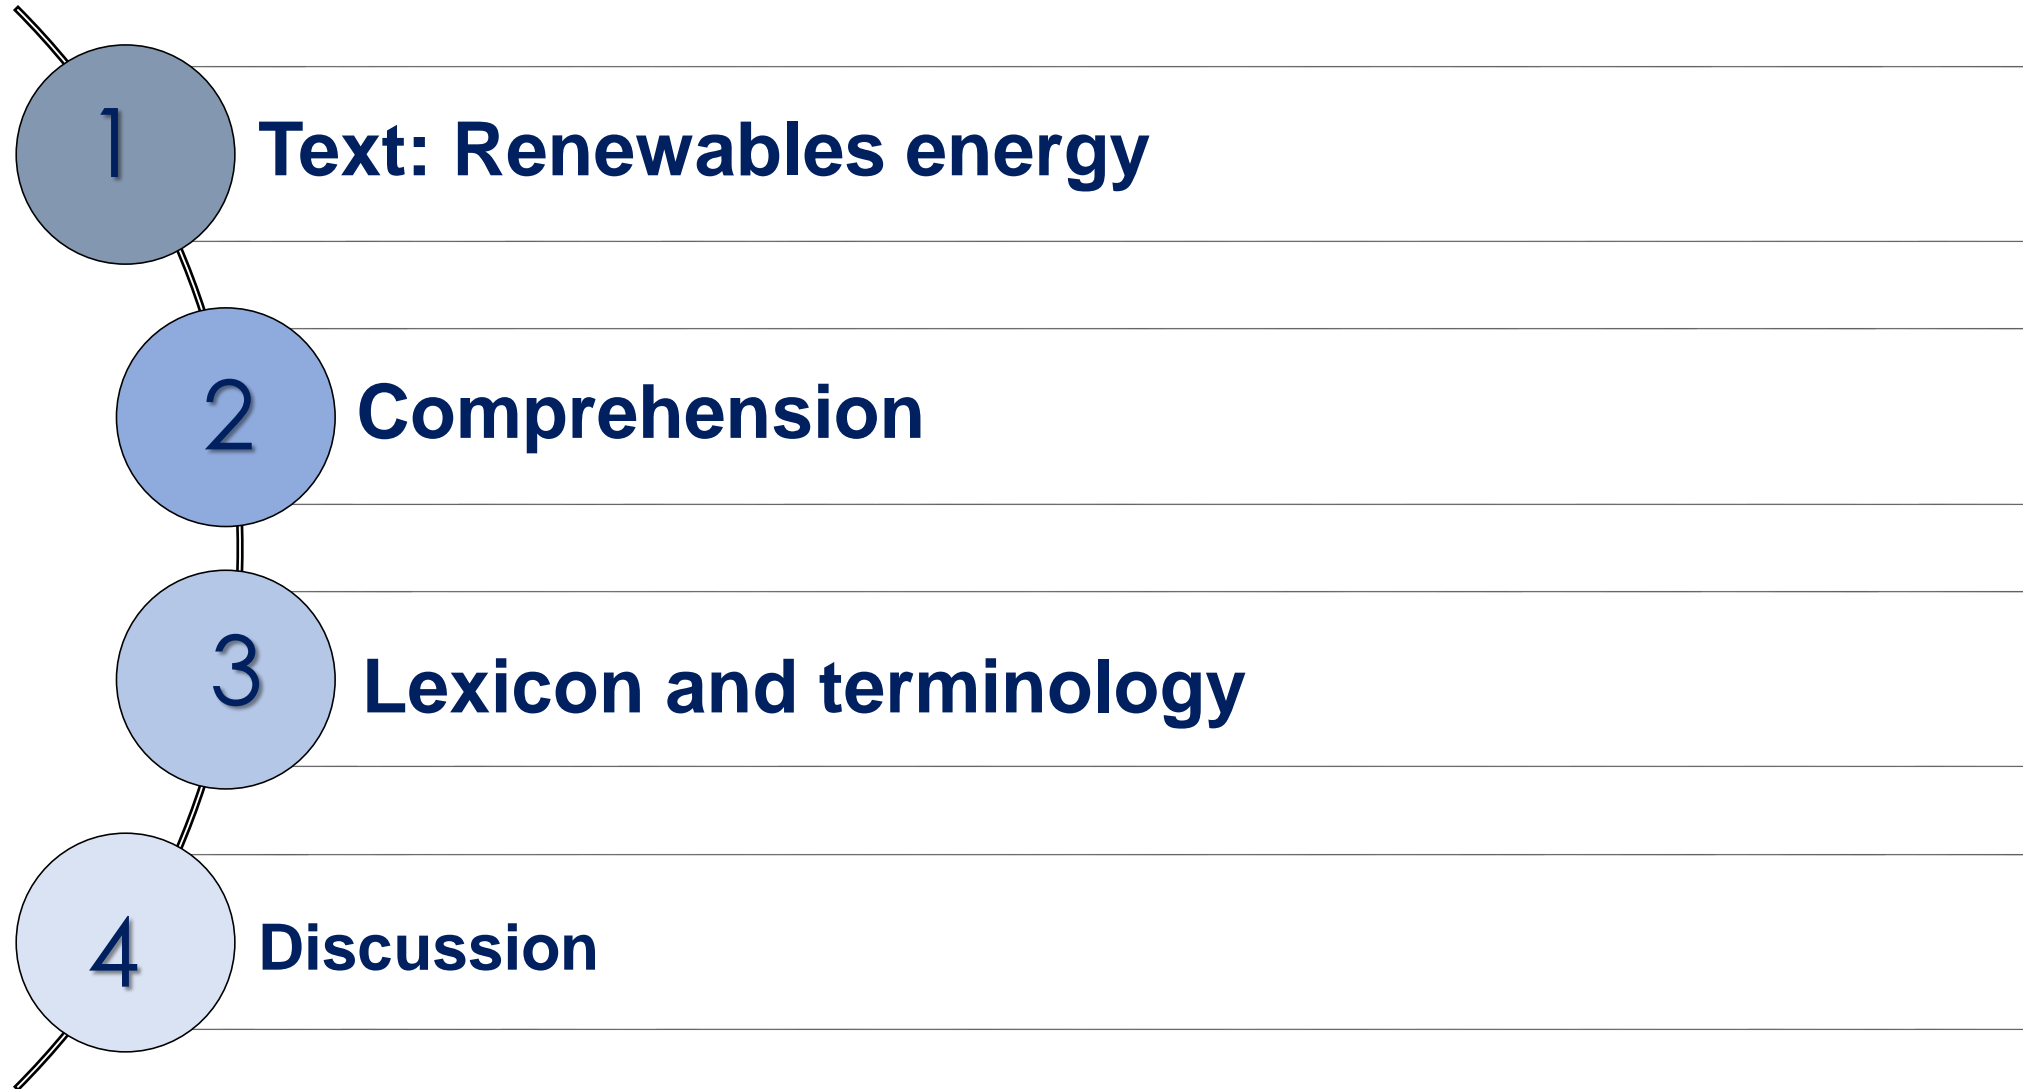 1
Text: Renewables energy
2
Comprehension
3
Lexicon and terminology
4
Discussion